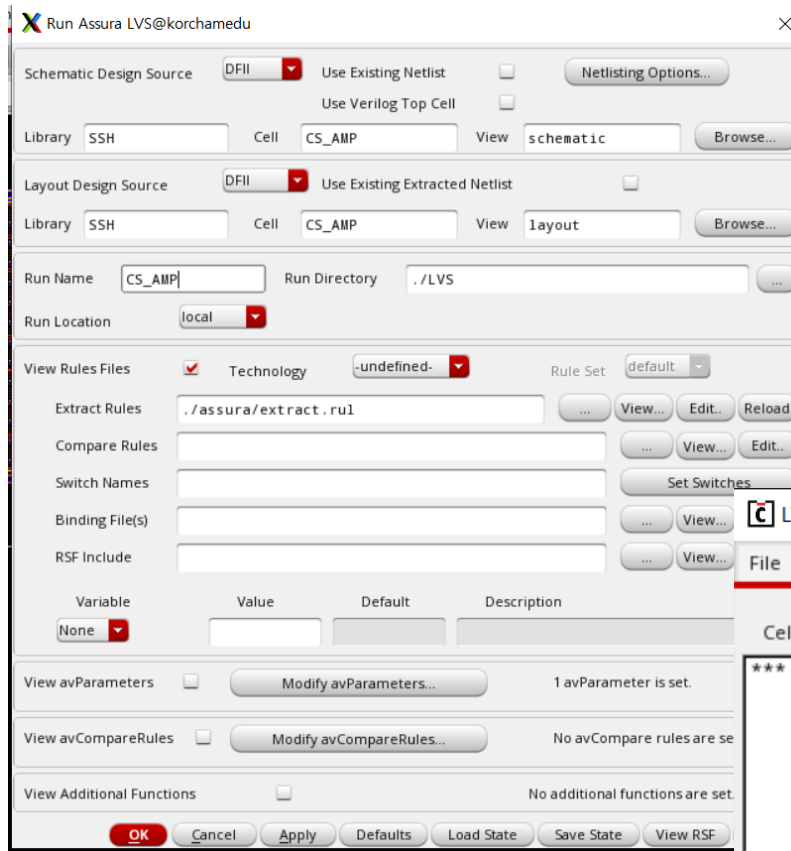 Run Assura LVS@korchamedu
Schematic Design Source DFII Use Existing Netlist Netlisting Options...
Use Verilog Top Cell
Library SSH Cell CS_AMP View schematic Browse...
Layout Design Source DFII Use Existing Extracted Netlist
Library SSH Cell CS_AMP View layout Browse...
Run Name CS_AMP Run Directory ./LVS ...
Run Location local
View Rules Files Technology -undefined- Rule Set default
Extract Rules ./assura/extract.rul ... View... Edit.. Reload
Compare Rules ... View... Edit..
Switch Names Set Switches
Binding File(s) ... View...
RSF Include ... View...
Variable Value Default Description
None
View avParameters Modify avParameters... 1 avParameter is set.
View avCompareRules Modify avCompareRules... No avCompare rules are se
View Additional Functions No additional functions are set.
OK Cancel Apply Defaults Load State Save State View RSF
L
File
Cel
***